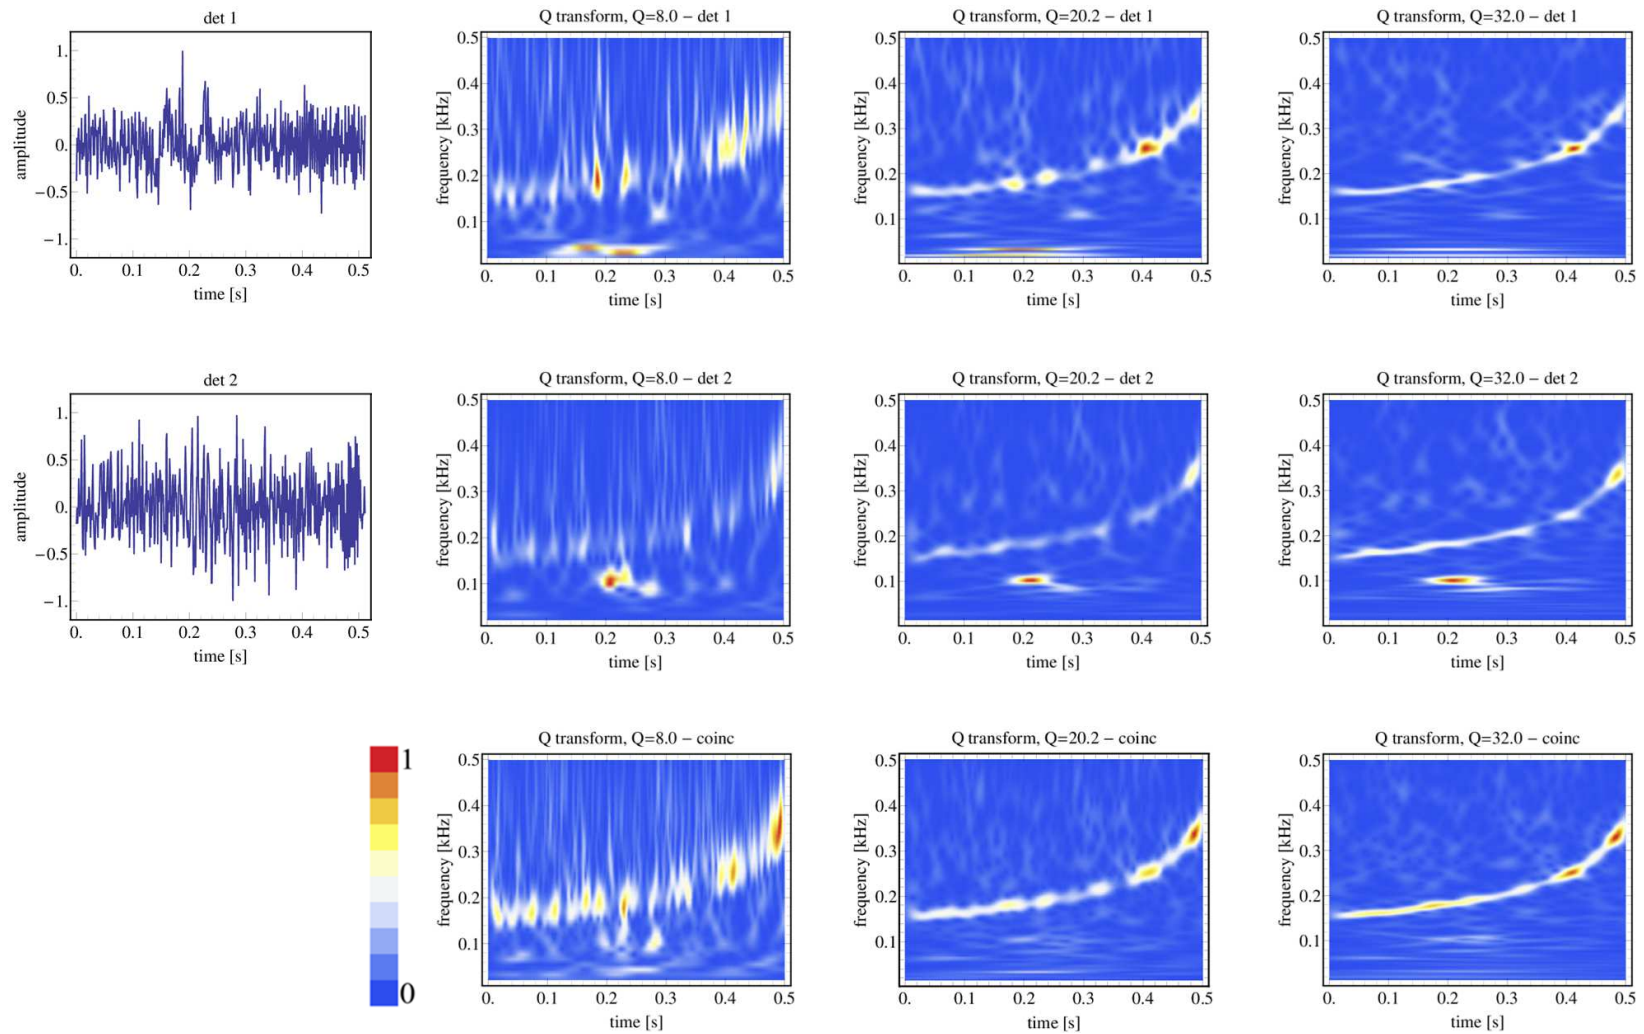 det 1
Q transform, Q=8.0 − det 1
Q transform, Q=20.2 − det 1
Q transform, Q=32.0 − det 1
amplitude
1.
0.5
0.
−0.5
−1.
0. 0.1 0.2 0.3 0.4 0.5
time [s]
frequency [kHz]
0.5
0.4
0.3
0.2
0.1
0. 0.1 0.2 0.3 0.4 0.5
time [s]
frequency [kHz]
0.5
0.4
0.3
0.2
0.1
0. 0.1 0.2 0.3 0.4 0.5
time [s]
frequency [kHz]
0.5
0.4
0.3
0.2
0.1
0. 0.1 0.2 0.3 0.4 0.5
time [s]
det 2
Q transform, Q=8.0 − det 2
Q transform, Q=20.2 − det 2
Q transform, Q=32.0 − det 2
amplitude
1.
0.5
0.
−0.5
−1.
0. 0.1 0.2 0.3 0.4 0.5
time [s]
frequency [kHz]
0.5
0.4
0.3
0.2
0.1
0. 0.1 0.2 0.3 0.4 0.5
time [s]
frequency [kHz]
0.5
0.4
0.3
0.2
0.1
0. 0.1 0.2 0.3 0.4 0.5
time [s]
frequency [kHz]
0.5
0.4
0.3
0.2
0.1
0. 0.1 0.2 0.3 0.4 0.5
time [s]
1
0
Q transform, Q=8.0 − coinc
Q transform, Q=20.2 − coinc
Q transform, Q=32.0 − coinc
frequency [kHz]
0.5
0.4
0.3
0.2
0.1
0. 0.1 0.2 0.3 0.4 0.5
time [s]
frequency [kHz]
0.5
0.4
0.3
0.2
0.1
0. 0.1 0.2 0.3 0.4 0.5
time [s]
frequency [kHz]
0.5
0.4
0.3
0.2
0.1
0. 0.1 0.2 0.3 0.4 0.5
time [s]